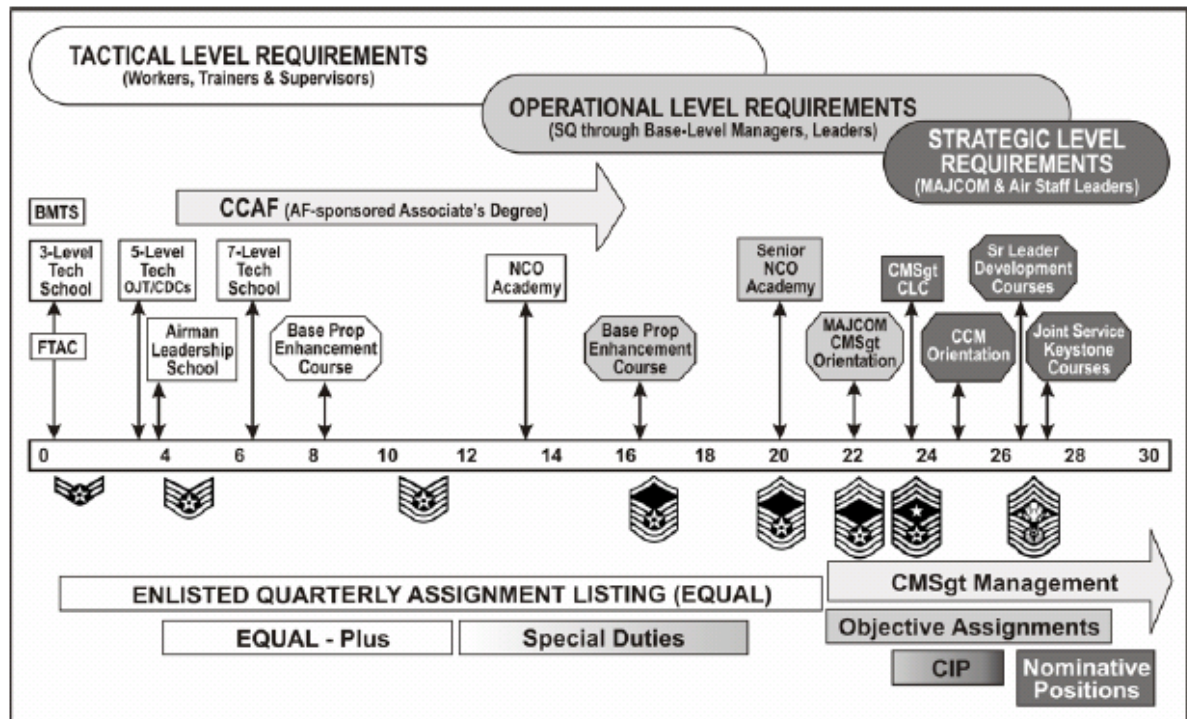 TACTICAL LEVEL REQUIREMENTS
(Workers, Trainers & Supervisors)
OPERATIONAL LEVEL REQUIREMENTS
(SQ through Base-Level Managers, Leaders)
STRATEGIC LEVEL
REQUIREMENTS
(MAJCOM & Air Staff Leaders)
CCAF (AF-sponsored Associate's Degree)
BMTS
3-Level
Tech
School
FTAC
5-Level
Tech
OJT/CDCs
Airman
Leadership
School
7-Level
Tech
School
Base Prop
Enhancement
Course
NCO
Academy
Base Prop
Enhancement
Course
Senior
NCO
Academy
MAJCOM
CMSgt
Orientation
CMSgt
CLC
CCM
Orientation
Sr Leader
Development
Courses
Joint Service
Keystone
Courses
0 4 6 8 10 12 14 16 18 20 22 24 26 28 30
ENLISTED QUARTERLY ASSIGNMENT LISTING (EQUAL)
CMSgt Management
EQUAL - Plus
Special Duties
Objective Assignments
CIP
Nominative
Positions